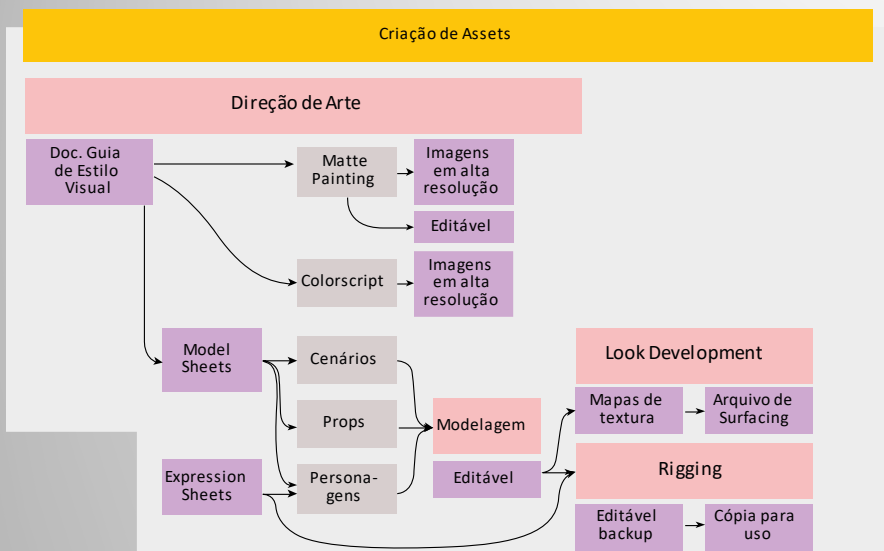 Criação de Assets
Direção de Arte
Doc. Guia
de Estilo
Visual
Matte
Painting
Imagens
em alta
resolução
Editável
Colorscript
Imagens
em alta
resolução
Model
Sheets
Cenários
Props
Expression
Sheets
Persona-
gens
Modelagem
Editável
Look Development
Mapas de
textura
Arquivo de
Surfacing
Rigging
Editável
backup
Cópia para
uso